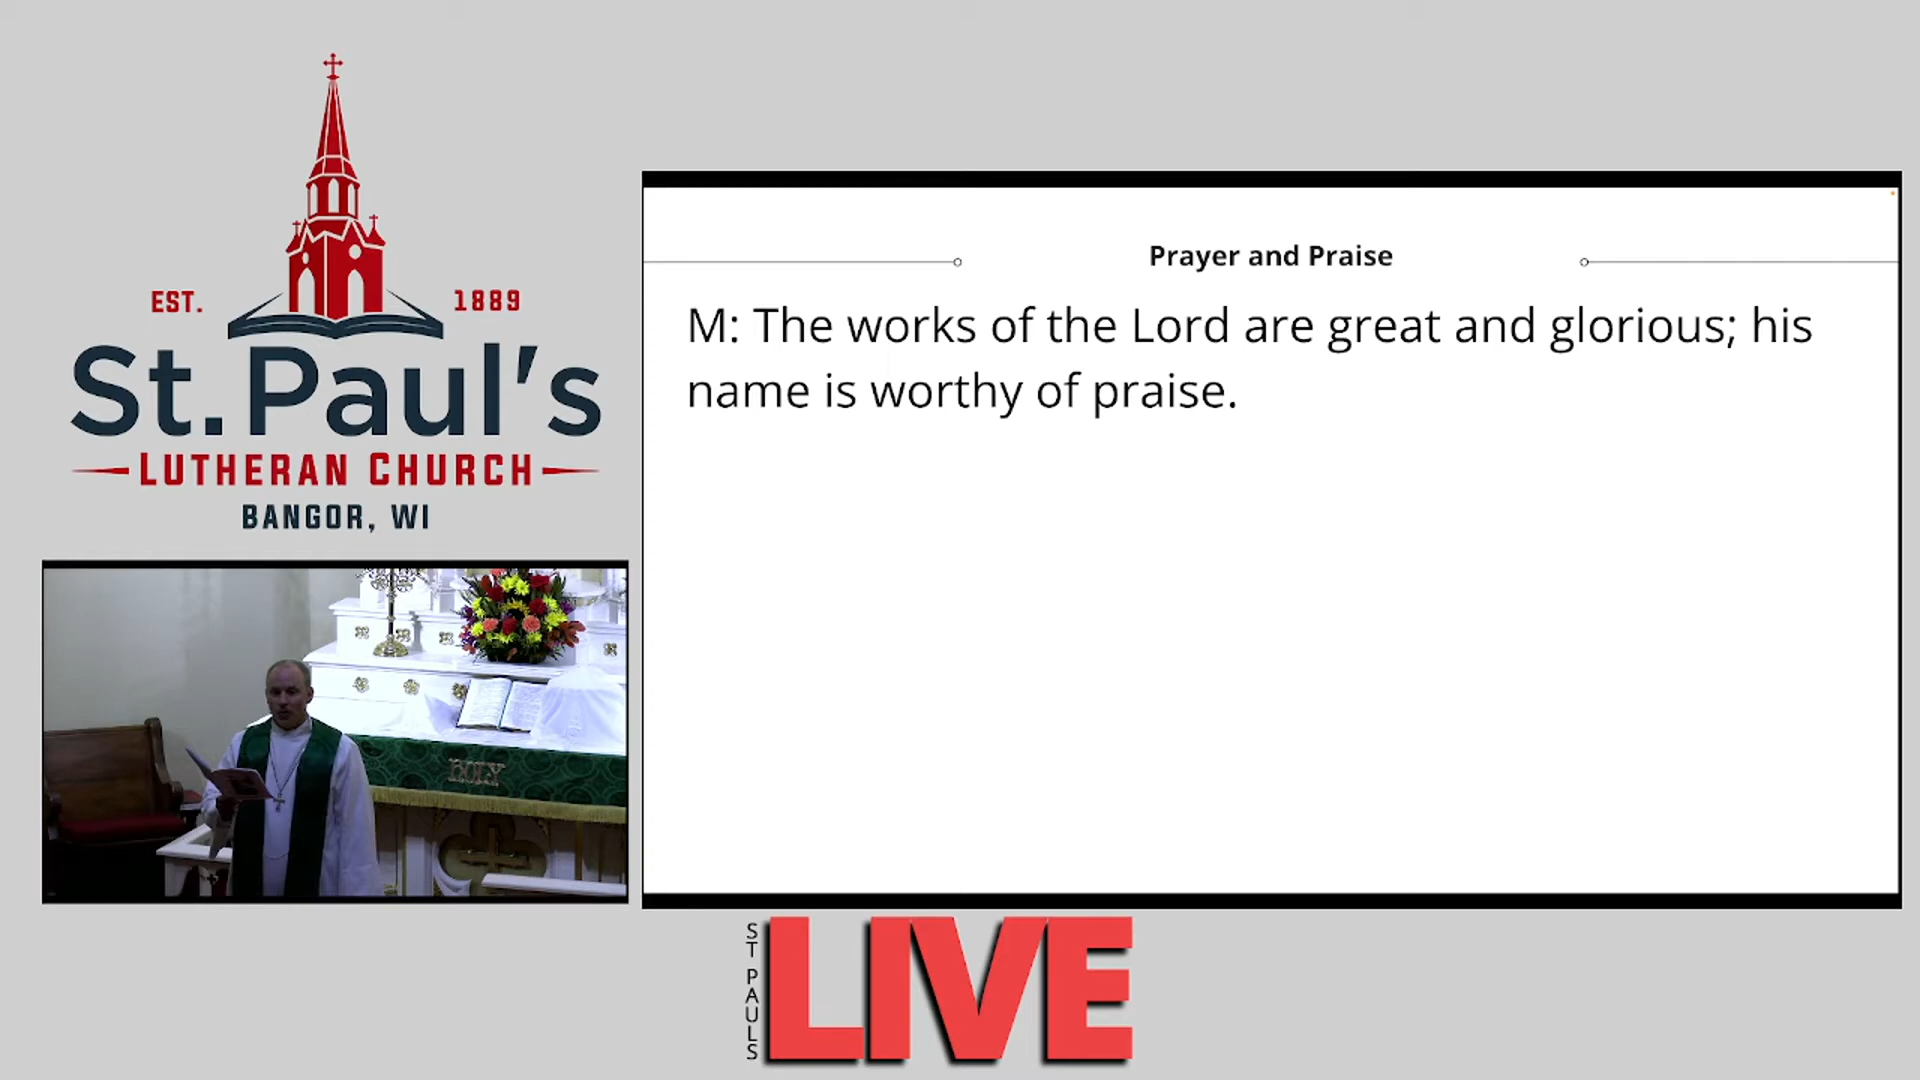 EST. 1889
St. Paul's
LUTHERAN CHURCH
BANGOR, WI
Prayer and Praise
M: The works of the Lord are great and glorious; his
name is worthy of praise.
HOLY
ST PAULS
LIVE